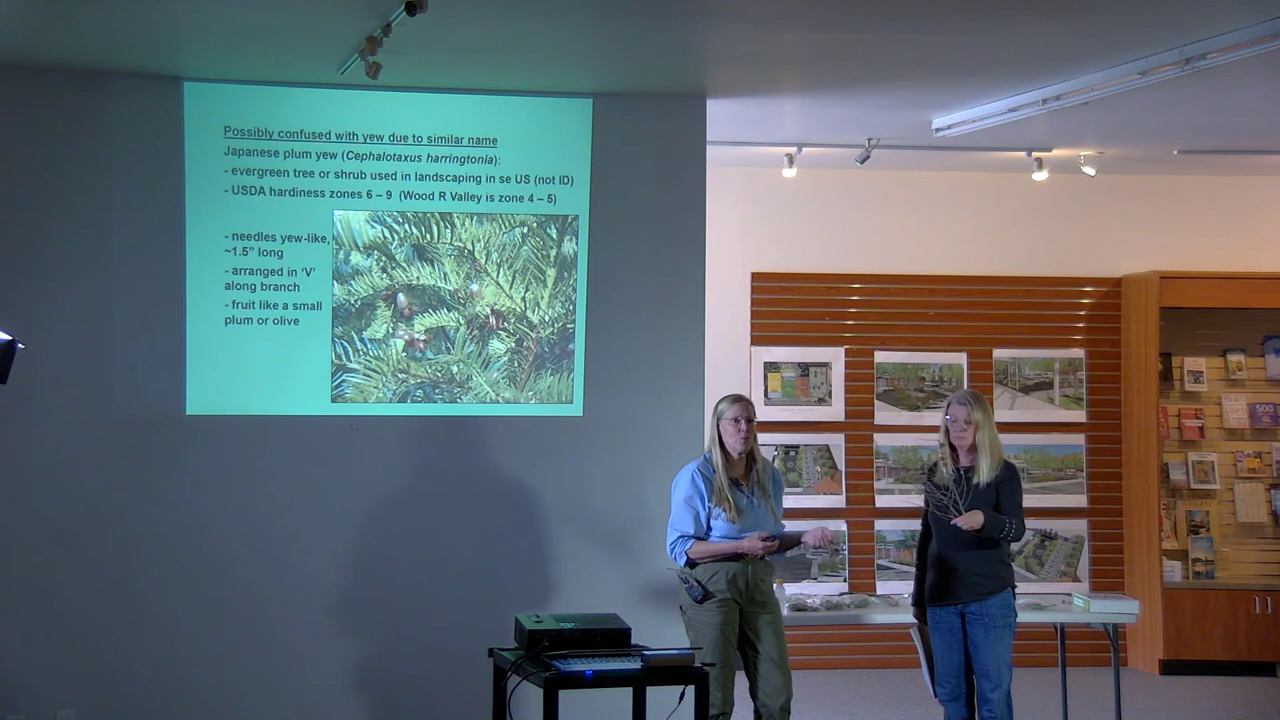 Possibly confused with yew due to similar name
Japanese plum yew (Cephalotaxus harringtonia):
- evergreen tree or shrub used in landscaping in se US (not ID)
- USDA hardiness zones 6 – 9 (Wood R Valley is zone 4 – 5)
- needles yew-like,
~1.5" long
- arranged in 'V'
along branch
- fruit like a small
plum or olive
500